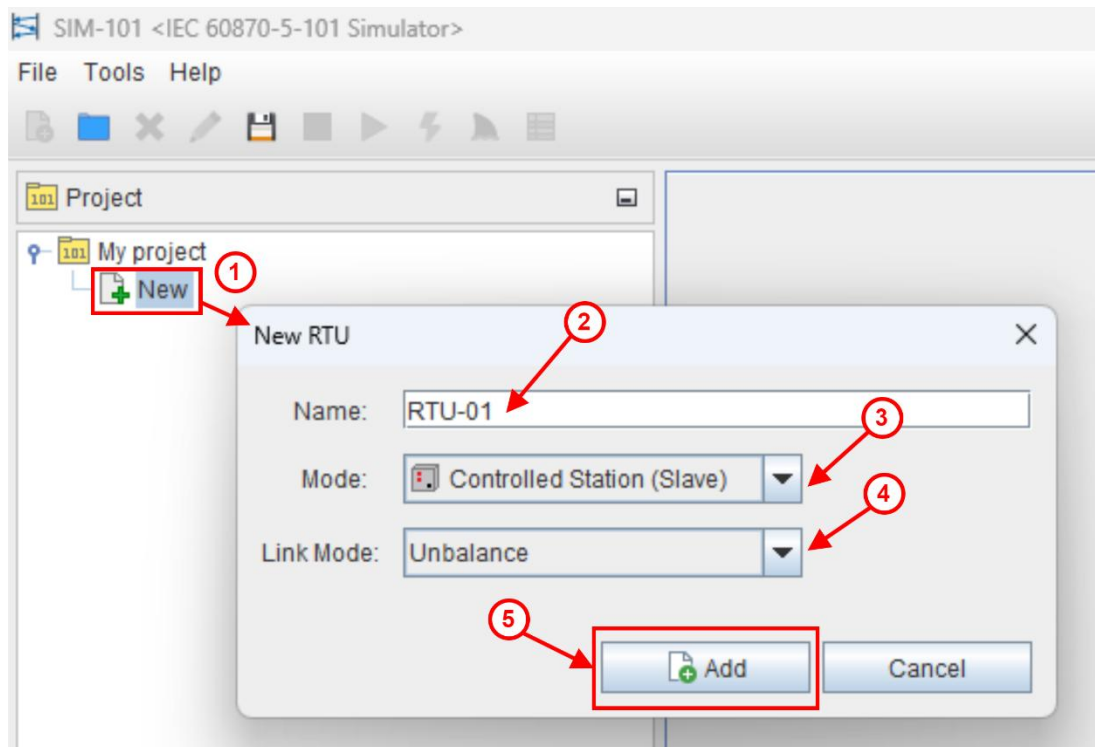 SIM-101 <IEC 60870-5-101 Simulator>
File Tools Help
101 Project
101 My project
New
1
New RTU
2
Name: RTU-01
3
Mode: Controlled Station (Slave)
4
Link Mode: Unbalance
5
Add Cancel